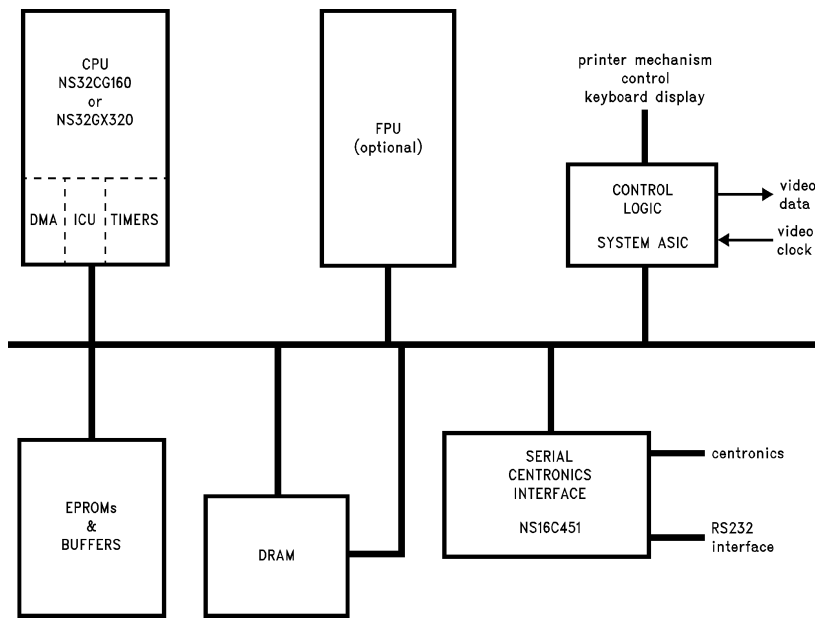 CPU
NS32CG160
or
NS32GX320
DMA
ICU
TIMERS
FPU
(optional)
printer mechanism
control
keyboard display
CONTROL
LOGIC
SYSTEM ASIC
video
data
video
clock
EPROMs
&
BUFFERS
DRAM
SERIAL
CENTRONICS
INTERFACE
NS16C451
centronics
RS232
interface